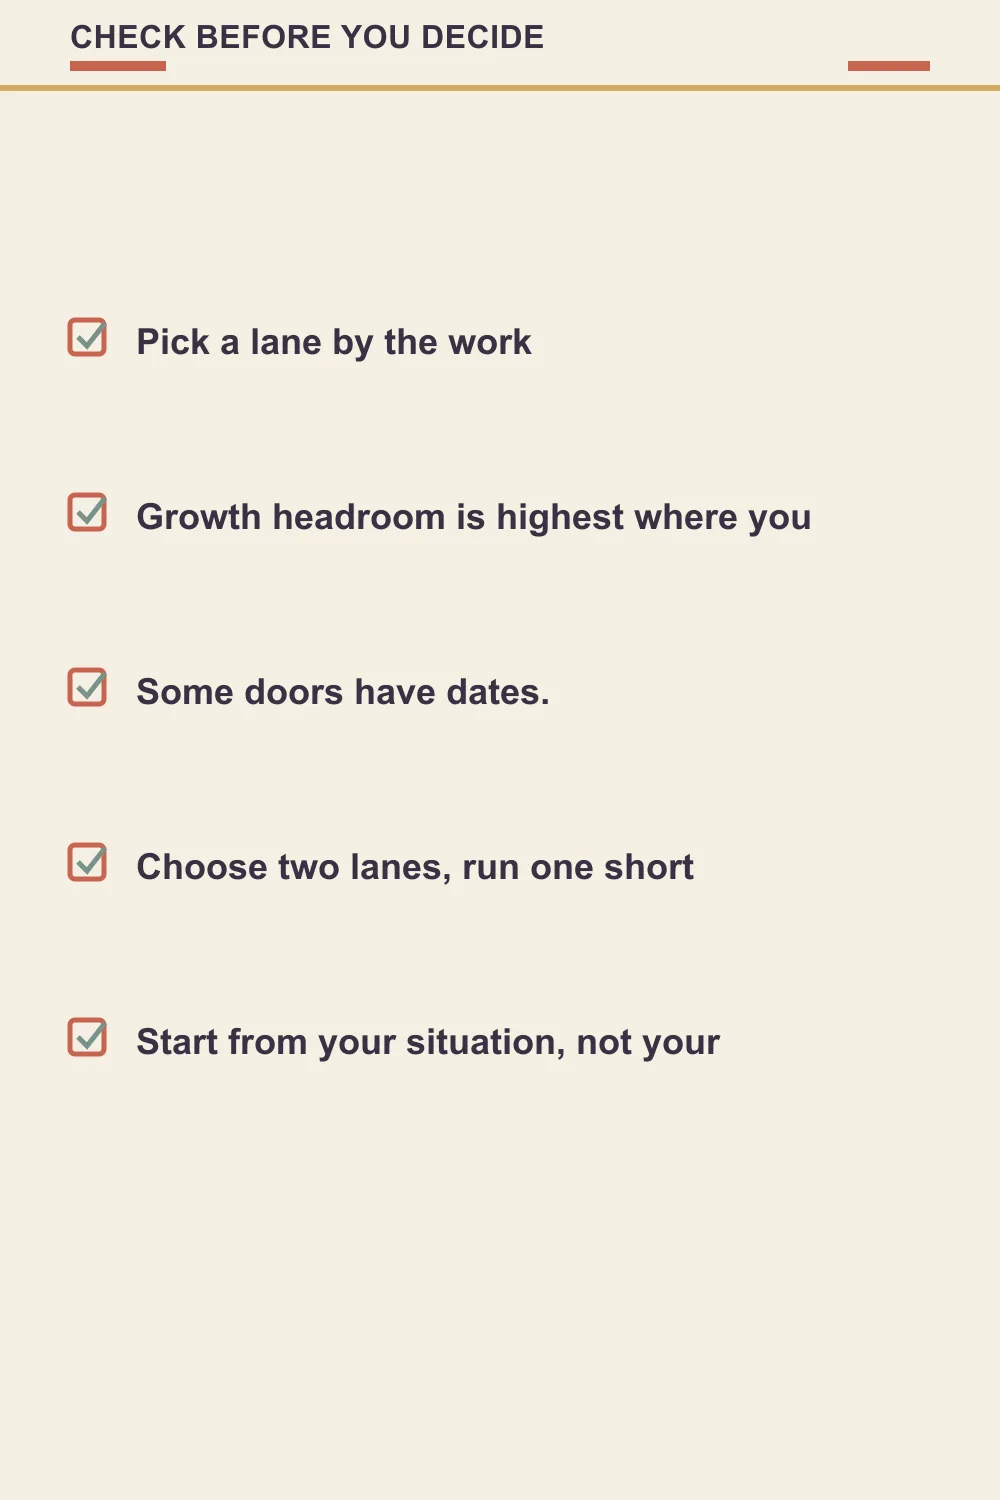 CHECK BEFORE YOU DECIDE
Pick a lane by the work
Growth headroom is highest where you
Some doors have dates.
Choose two lanes, run one short
Start from your situation, not your